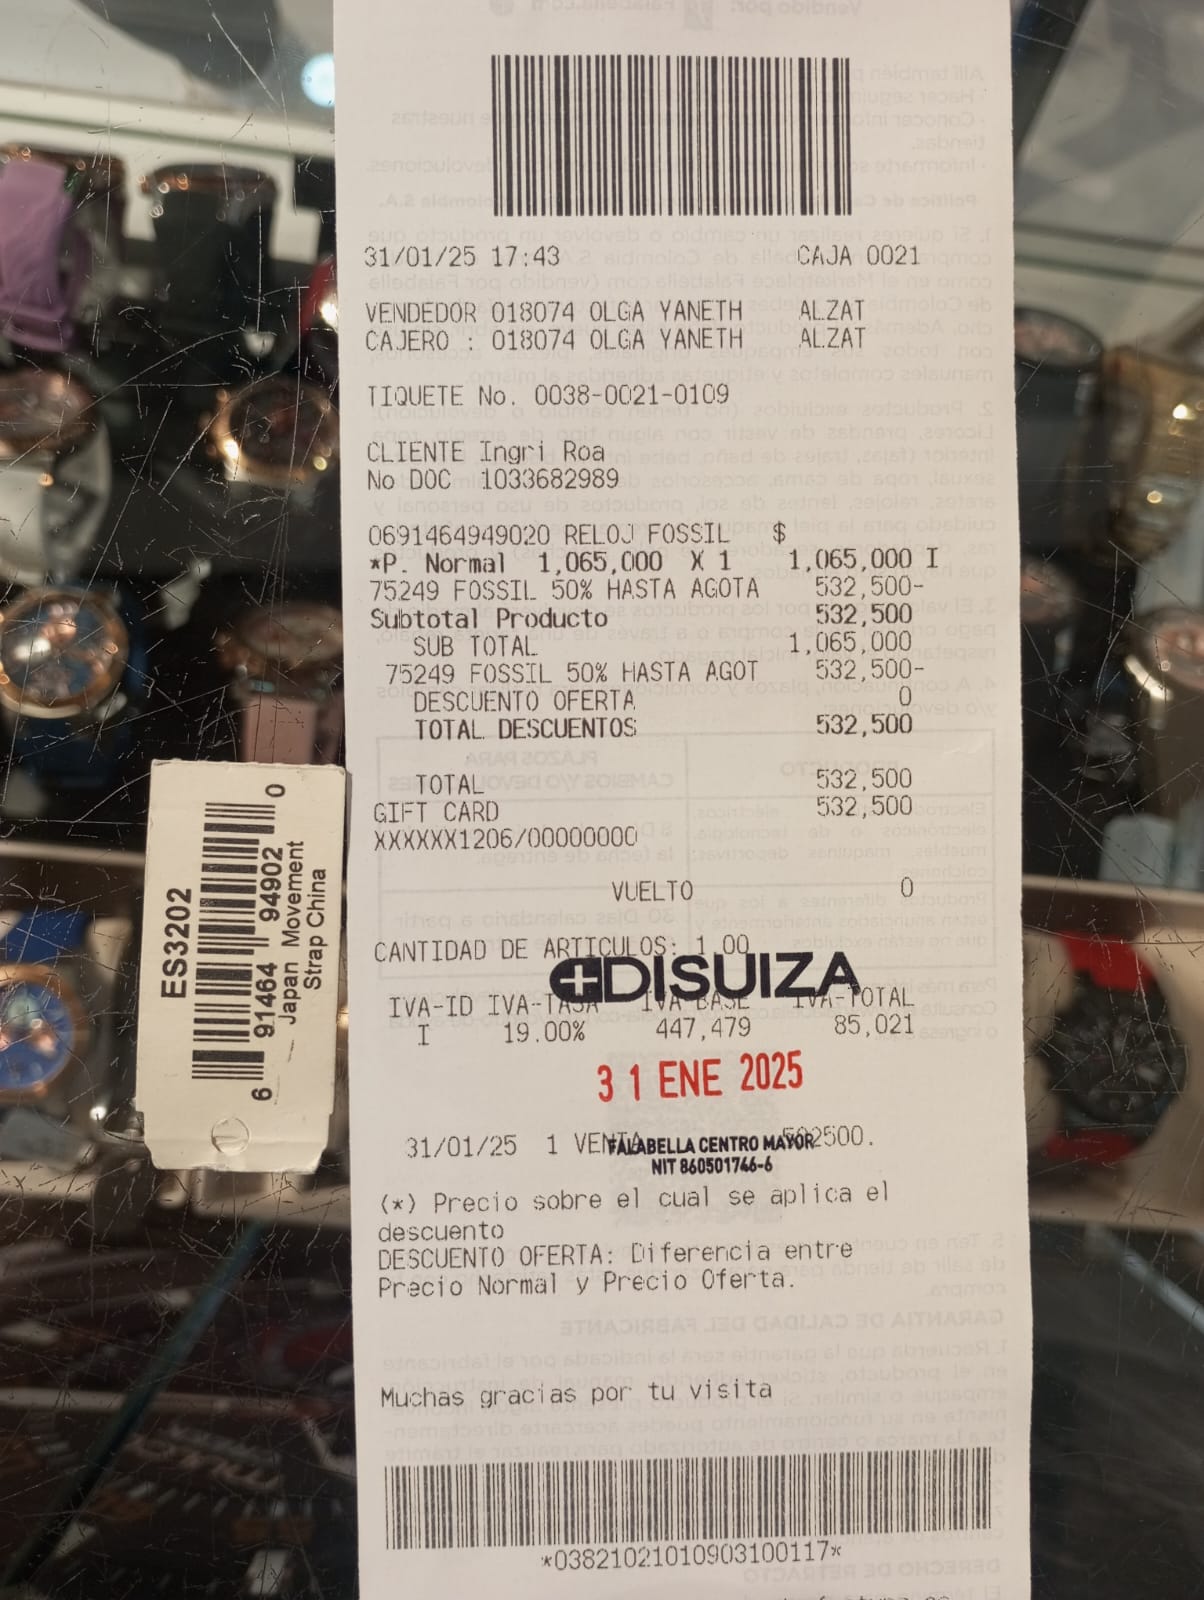 31/01/25 17:43 CAJA 0021
VENDEDOR 018074 OLGA YANETH ALZAT
CAJERO : 018074 OLGA YANETH ALZAT
TIQUETE No. 0038-0021-0109
CLIENTE Ingri Roa
No DOC 1033682989
0691464949020 RELOJ FOSSIL $
*P. Normal 1,065,000 X 1 1,065,000 I
75249 FOSSIL 50% HASTA AGOTA 532,500-
Subtotal Producto 532,500
SUB TOTAL 1,065,000
75249 FOSSIL 50% HASTA AGOT 532,500-
DESCUENTO OFERTA 0
TOTAL DESCUENTOS 532,500
TOTAL 532,500
GIFT CARD 532,500
XXXXXX1206/00000000
VUELTO 0
CANTIDAD DE ARTICULOS: 1.00
DISUIZA
IVA-ID IVA-TASA IVA-BASE IVA-TOTAL
I 19.00% 447,479 85,021
31 ENE 2025
31/01/25 1 VENTA
FALABELLA CENTRO MAYOR
NIT 860501746-6
(*) Precio sobre el cual se aplica el
descuento
DESCUENTO OFERTA: Diferencia entre
Precio Normal y Precio Oferta.
Muchas gracias por tu visita
*03821021010903100117*
ES3202
6 91464 94902 0
Japan Movement
Strap China